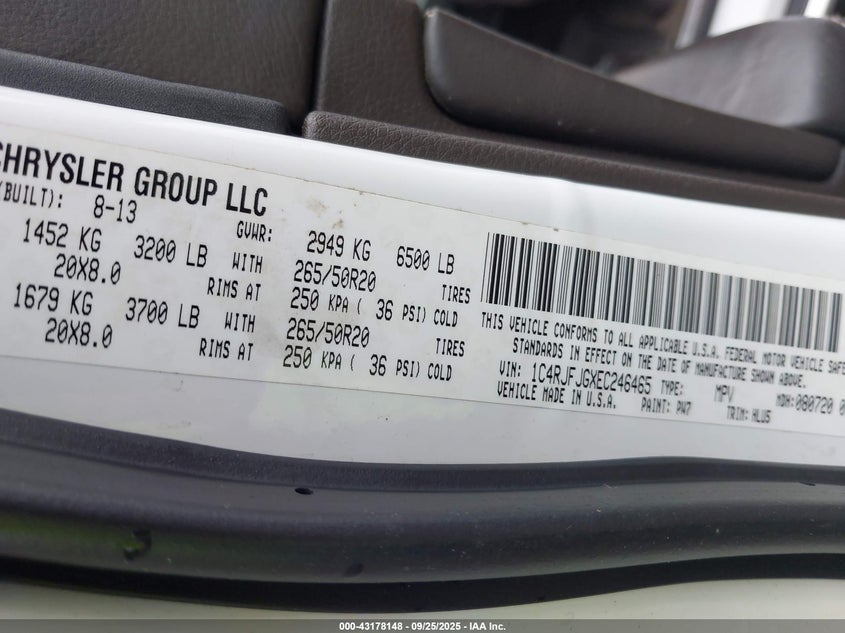 CHRYSLER GROUP LLC
(BUILT): 8-13 GVWR: 2949 KG 6500 LB
1452 KG 3200 LB WITH 265/50R20 TIRES
20X8.0 RIMS AT 250 KPA ( 36 PSI) COLD
1679 KG 3700 LB WITH 265/50R20 TIRES
20X8.0 RIMS AT 250 KPA ( 36 PSI) COLD
THIS VEHICLE CONFORMS TO ALL APPLICABLE U.S.A. FEDERAL MOTOR VEHICLE SAFE
STANDARDS IN EFFECT ON THE DATE OF MANUFACTURE SHOWN ABOVE.
VIN: 1C4RJFJGXEC246465 TYPE: MPV MDH: 080720 0
VEHICLE MADE IN U.S.A. PAINT: PW7 TRIM: HLU5
000-43178148 - 09/25/2025 - IAA Inc.